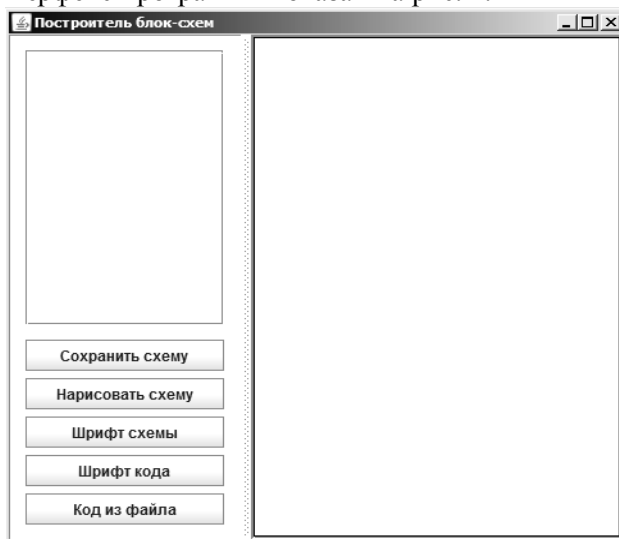 Построитель блок-схем
Сохранить схему
Нарисовать схему
Шрифт схемы
Шрифт кода
Код из файла